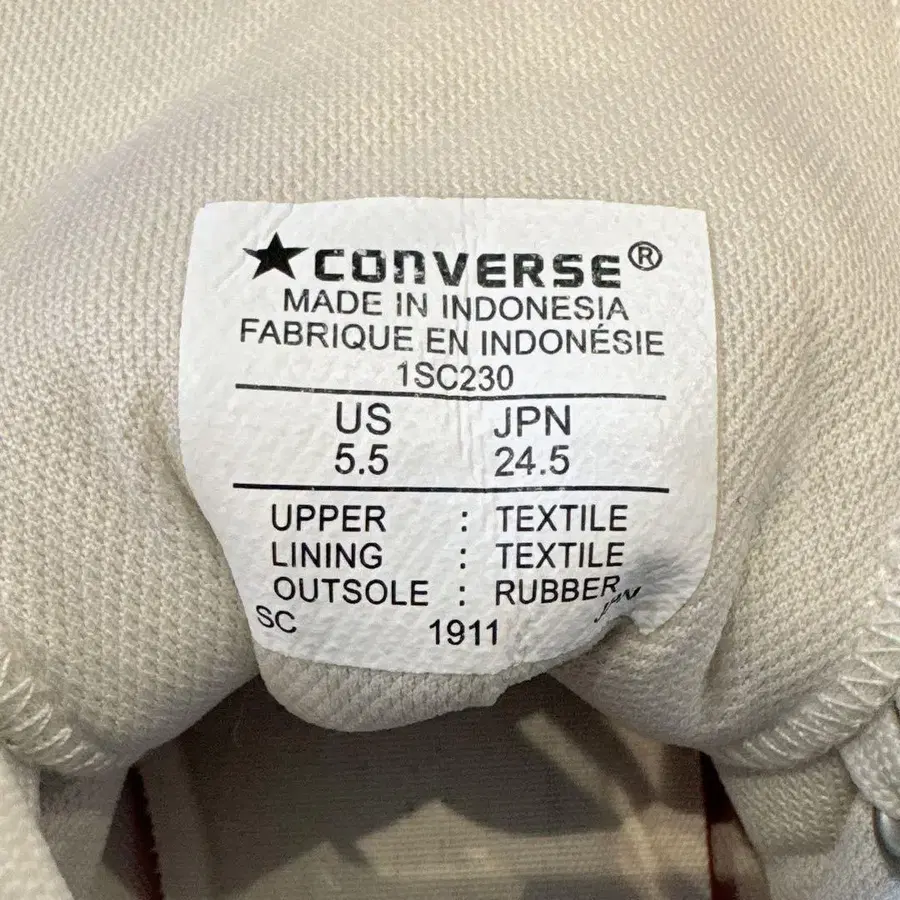 ★CONVERSE®
MADE IN INDONESIA
FABRIQUE EN INDONÉSIE
1SC230
US JPN
5.5 24.5
UPPER : TEXTILE
LINING : TEXTILE
OUTSOLE : RUBBER
SC 1911 JPN